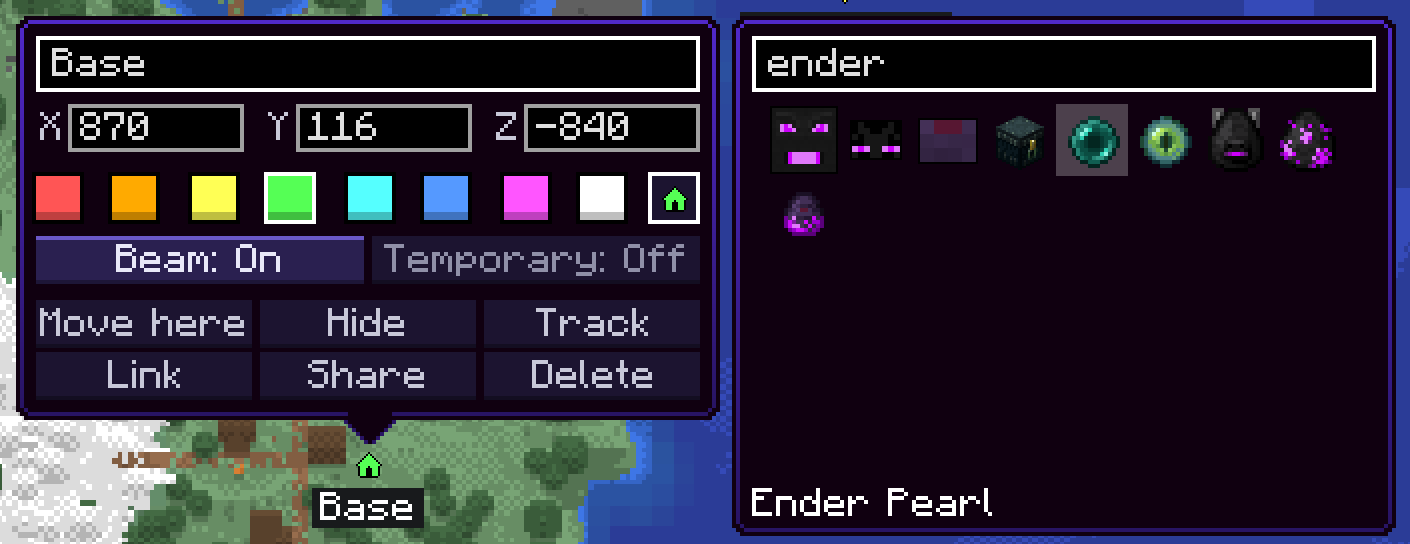 Base
X 870 Y 116 Z -840
Beam: On Temporary: Off
Move here Hide Track
Link Share Delete
Base
ender
Ender Pearl